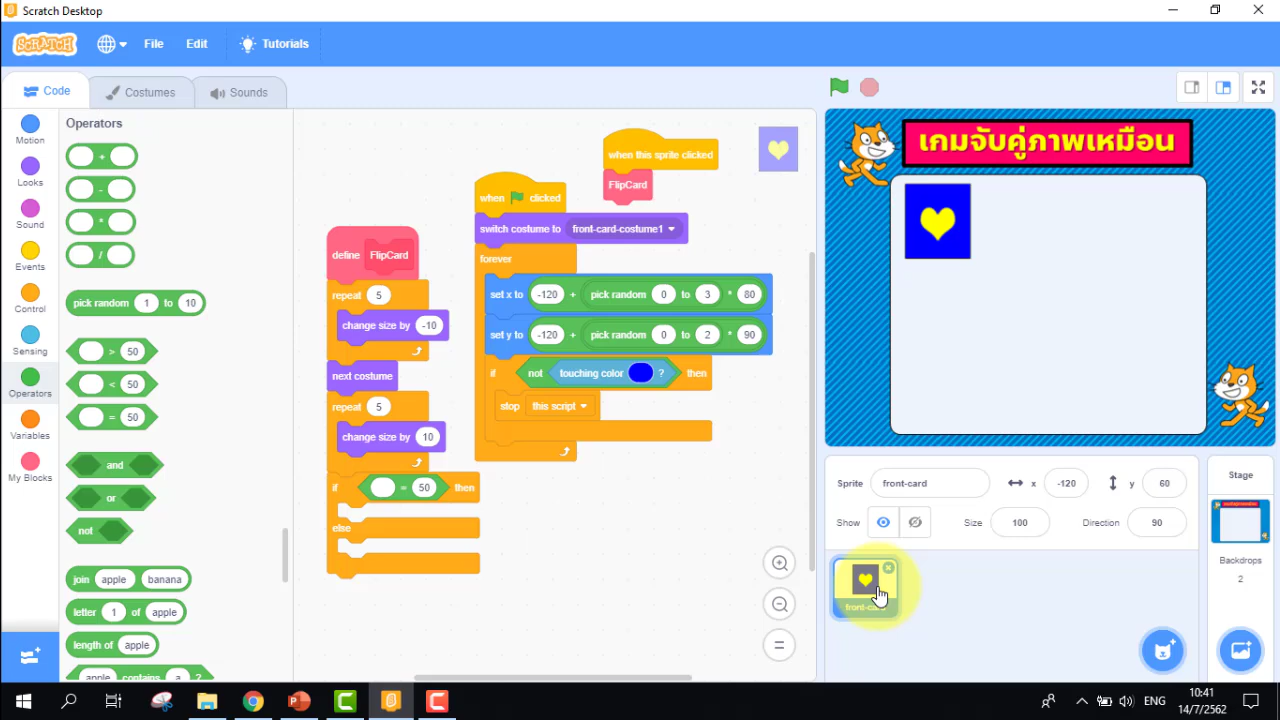 Scratch Desktop
SCRATCH
File
Edit
Tutorials
Code
Costumes
Sounds
Motion
Looks
Sound
Events
Control
Sensing
Operators
Variables
My Blocks
Operators
+
-
*
/
pick random 1 to 10
> 50
< 50
= 50
and
or
not
join apple banana
letter 1 of apple
length of apple
apple contains a ?
define FlipCard
repeat 5
change size by -10
next costume
repeat 5
change size by 10
if = 50 then
else
when clicked
switch costume to front-card-costume1
forever
set x to -120 + pick random 0 to 3 * 80
set y to -120 + pick random 0 to 2 * 90
if not touching color ? then
stop this script
when this sprite clicked
FlipCard
เกมจับคู่ภาพเหมือน
Sprite front-card x -120 y 60
Show Size 100 Direction 90
front-card
Stage
Backdrops
2
ENG
10:41
14/7/2562